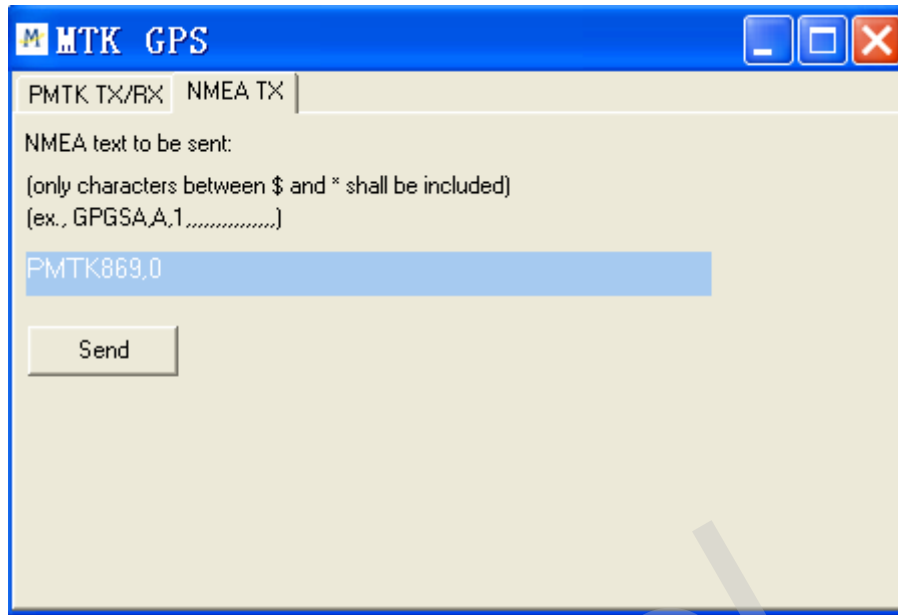 MTK GPS
PMTK TX/RX NMEA TX
NMEA text to be sent:
(only characters between $ and * shall be included)
(ex., GPGSA,A,1,,,,,,,,,,,,,,,)
PMTK869,0
Send